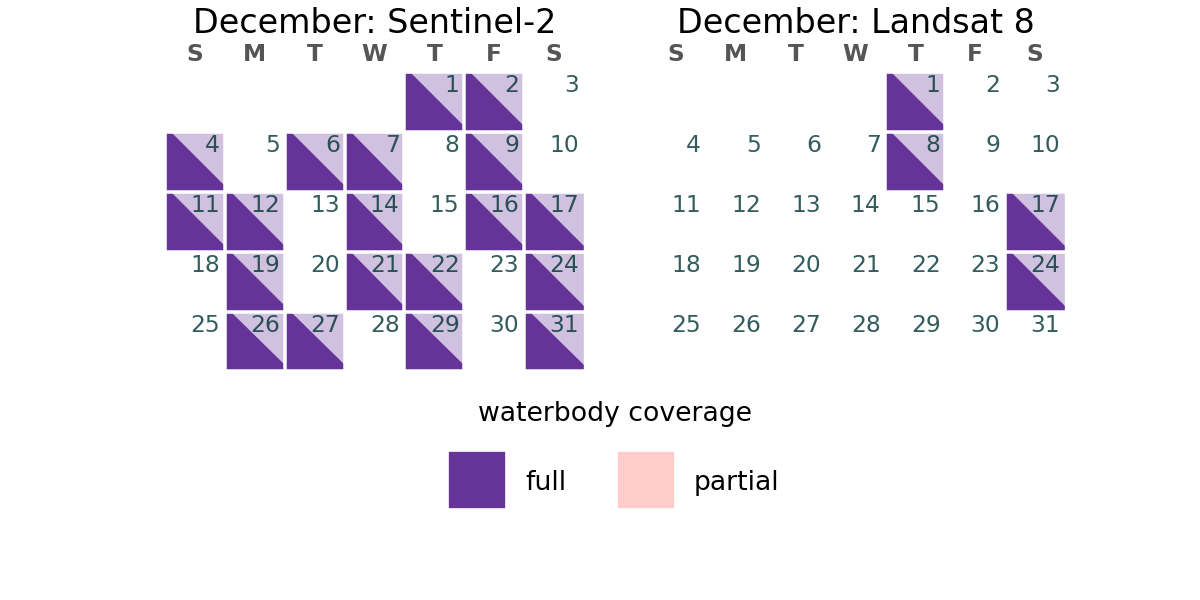 December: Sentinel-2
S M T W T F S
1 2 3
4 5 6 7 8 9 10
11 12 13 14 15 16 17
18 19 20 21 22 23 24
25 26 27 28 29 30 31
December: Landsat 8
S M T W T F S
1 2 3
4 5 6 7 8 9 10
11 12 13 14 15 16 17
18 19 20 21 22 23 24
25 26 27 28 29 30 31
waterbody coverage
full
partial